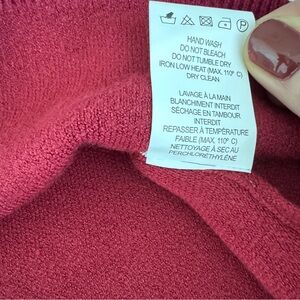 P
HAND WASH
DO NOT BLEACH
DO NOT TUMBLE DRY
IRON LOW HEAT (MAX. 110° C)
DRY CLEAN
LAVAGE À LA MAIN
BLANCHIMENT INTERDIT
SÉCHAGE EN TAMBOUR
INTERDIT
REPASSER À TEMPÉRATURE
FAIBLE (MAX. 110° C)
NETTOYAGE À SEC AU
PERCHLORÉTHYLÈNE